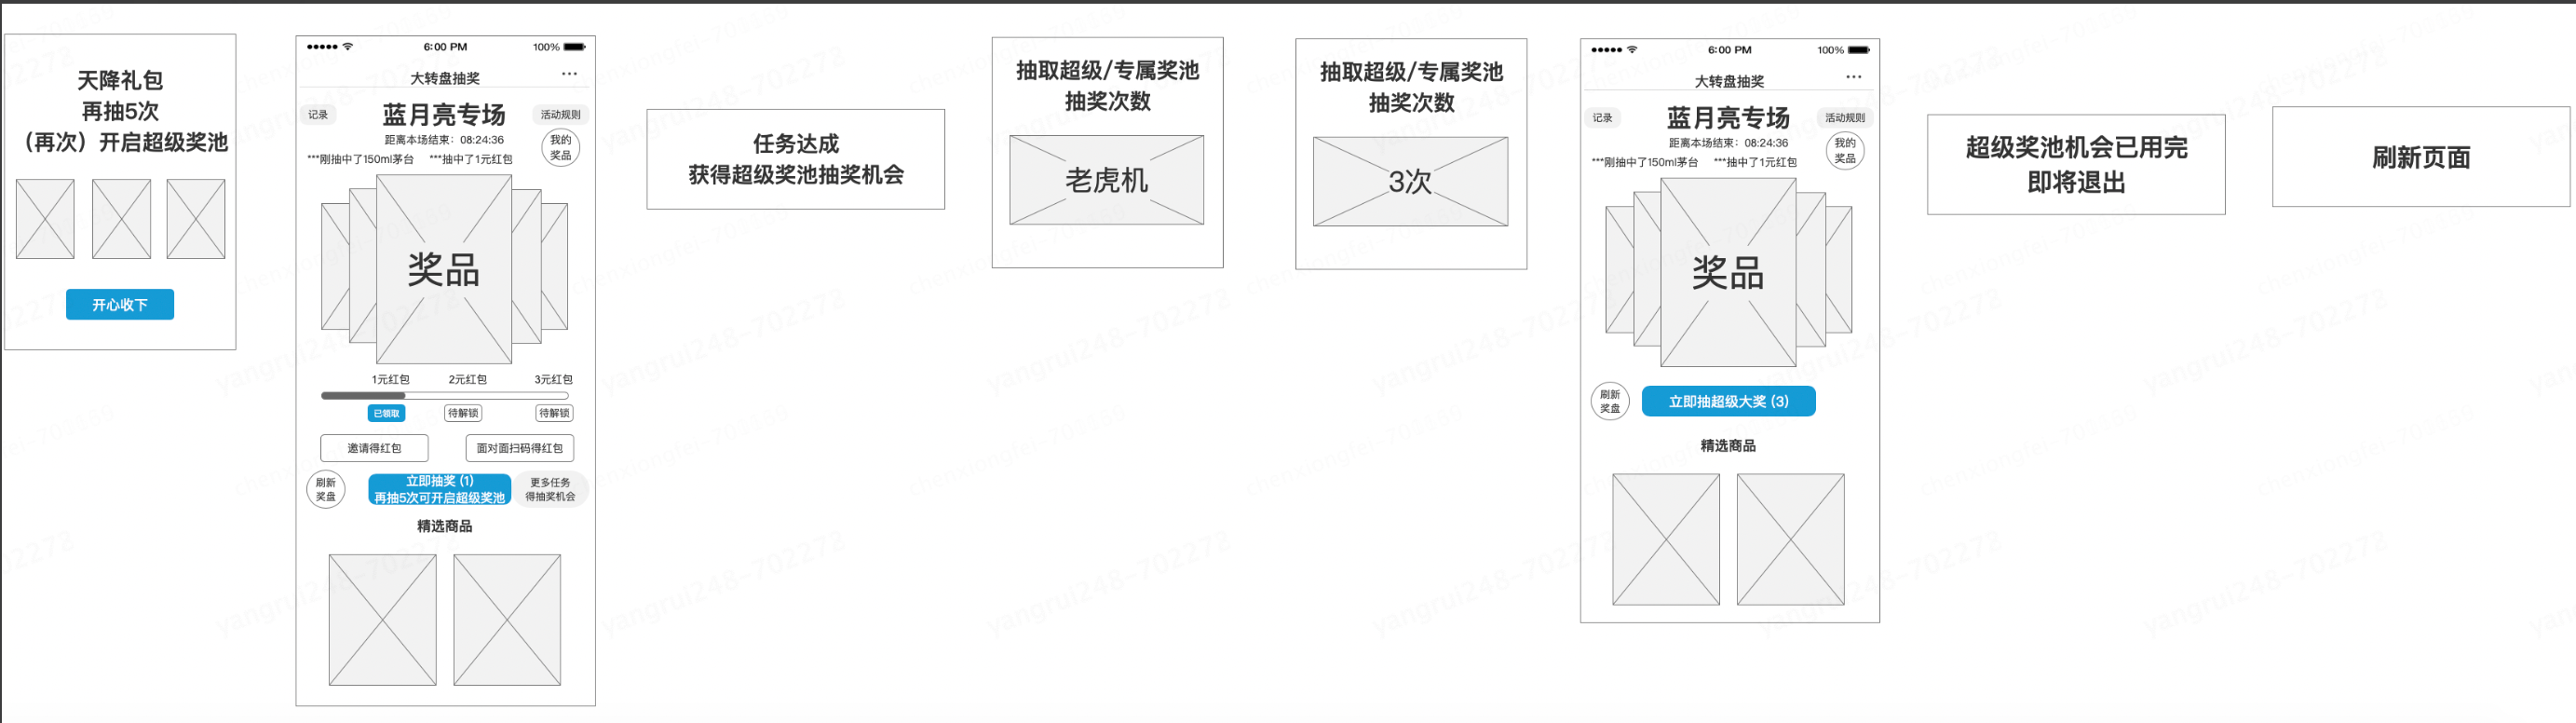 天降礼包
再抽5次
（再次）开启超级奖池
开心收下
6:00 PM
100%
大转盘抽奖
记录
蓝月亮专场
活动规则
距离本场结束：08:24:36
我的
奖品
***刚抽中了150ml茅台
***抽中了1元红包
奖品
1元红包
2元红包
3元红包
已领取
待解锁
待解锁
邀请得红包
面对面扫码得红包
刷新
奖盘
立即抽奖 (1)
再抽5次可开启超级奖池
更多任务
得抽奖机会
精选商品
任务达成
获得超级奖池抽奖机会
抽取超级/专属奖池
抽奖次数
老虎机
抽取超级/专属奖池
抽奖次数
3次
6:00 PM
100%
大转盘抽奖
记录
蓝月亮专场
活动规则
距离本场结束：08:24:36
我的
奖品
***刚抽中了150ml茅台
***抽中了1元红包
奖品
刷新
奖盘
立即抽超级大奖 (3)
精选商品
超级奖池机会已用完
即将退出
刷新页面